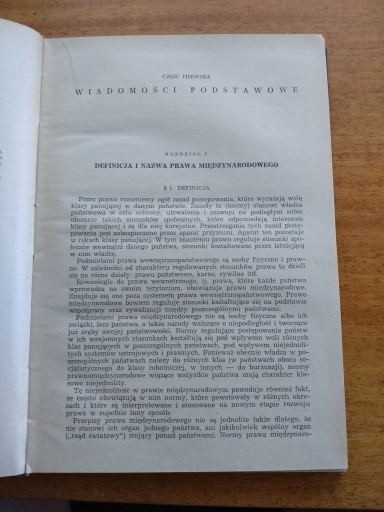 CZĘŚĆ PIERWSZA
WIADOMOŚCI PODSTAWOWE
ROZDZIAŁ I
DEFINICJA I NAZWA PRAWA MIĘDZYNARODOWEGO
§ 1. DEFINICJA
Przez prawo rozumiemy ogół zasad postępowania, które wyrażają wolę
klasy panującej w danym państwie. Zasady te (normy) stanowi władza
państwowa w celu ochrony, utrwalenia i rozwoju na podległym sobie
obszarze takich stosunków społecznych, które odpowiadają interesom
klasy panującej i są dla niej korzystne. Przestrzeganie tych zasad postę-
powania jest zabezpieczone przez aparat przymusu. Aparat ten pozostaje
w rękach klasy panującej. W tym znaczeniu prawo reguluje stosunki spo-
łeczne wewnątrz danego państwa, stosunki kształtowane przez istniejącą
w nim władzę.
Podmiotami prawa wewnętrznopaństwowego są osoby fizyczne i praw-
ne. W zależności od charakteru regulowanych stosunków prawo to dzieli
się na różne działy: prawo państwowe, karne, cywilne itd.
Równolegle do prawa wewnętrznego, tj. prawa, które każde państwo
wprowadza na swoim terytorium, obowiązuje prawo międzynarodowe.
Znajduje się ono poza systemem prawa wewnętrznopaństwowego. Prawo
międzynarodowe bowiem reguluje stosunki kształtujące się na podstawie
współpracy oraz rywalizacji między poszczególnymi państwami.
Podmiotami prawa międzynarodowego nie są osoby fizyczne albo ich
związki, lecz państwa, a także narody walczące o niepodległość i tworzące
już zręby swojej państwowości. Normy regulujące postępowanie państw
w ich wzajemnych stosunkach kształtują się pod wpływem woli różnych
klas panujących w poszczególnych państwach, pod wpływem niejednoli-
tych systemów ustrojowych i prawnych. Ponieważ obecnie władza w po-
szczególnych państwach należy do różnych klas (w państwach obozu so-
cjalistycznego do klasy robotniczej, w innych — do burżuazji), normy
prawnomiędzynarodowe wiążące wszystkie państwa mają charakter kla-
sowo niejednolity.
Tę niejednolitość w prawie międzynarodowym powoduje również fakt,
że często obowiązują w nim normy, które powstawały w różnych okre-
sach i które są interpretowane i stosowane na nowym etapie rozwoju
prawa w zupełnie inny sposób.
Przepisy prawa międzynarodowego nie są jednolite także dlatego, że
nie stanowi ich organ jednego państwa, ani jakikolwiek wspólny organ
(„rząd światowy") stojący ponad państwami. Normy prawa międzynaro-